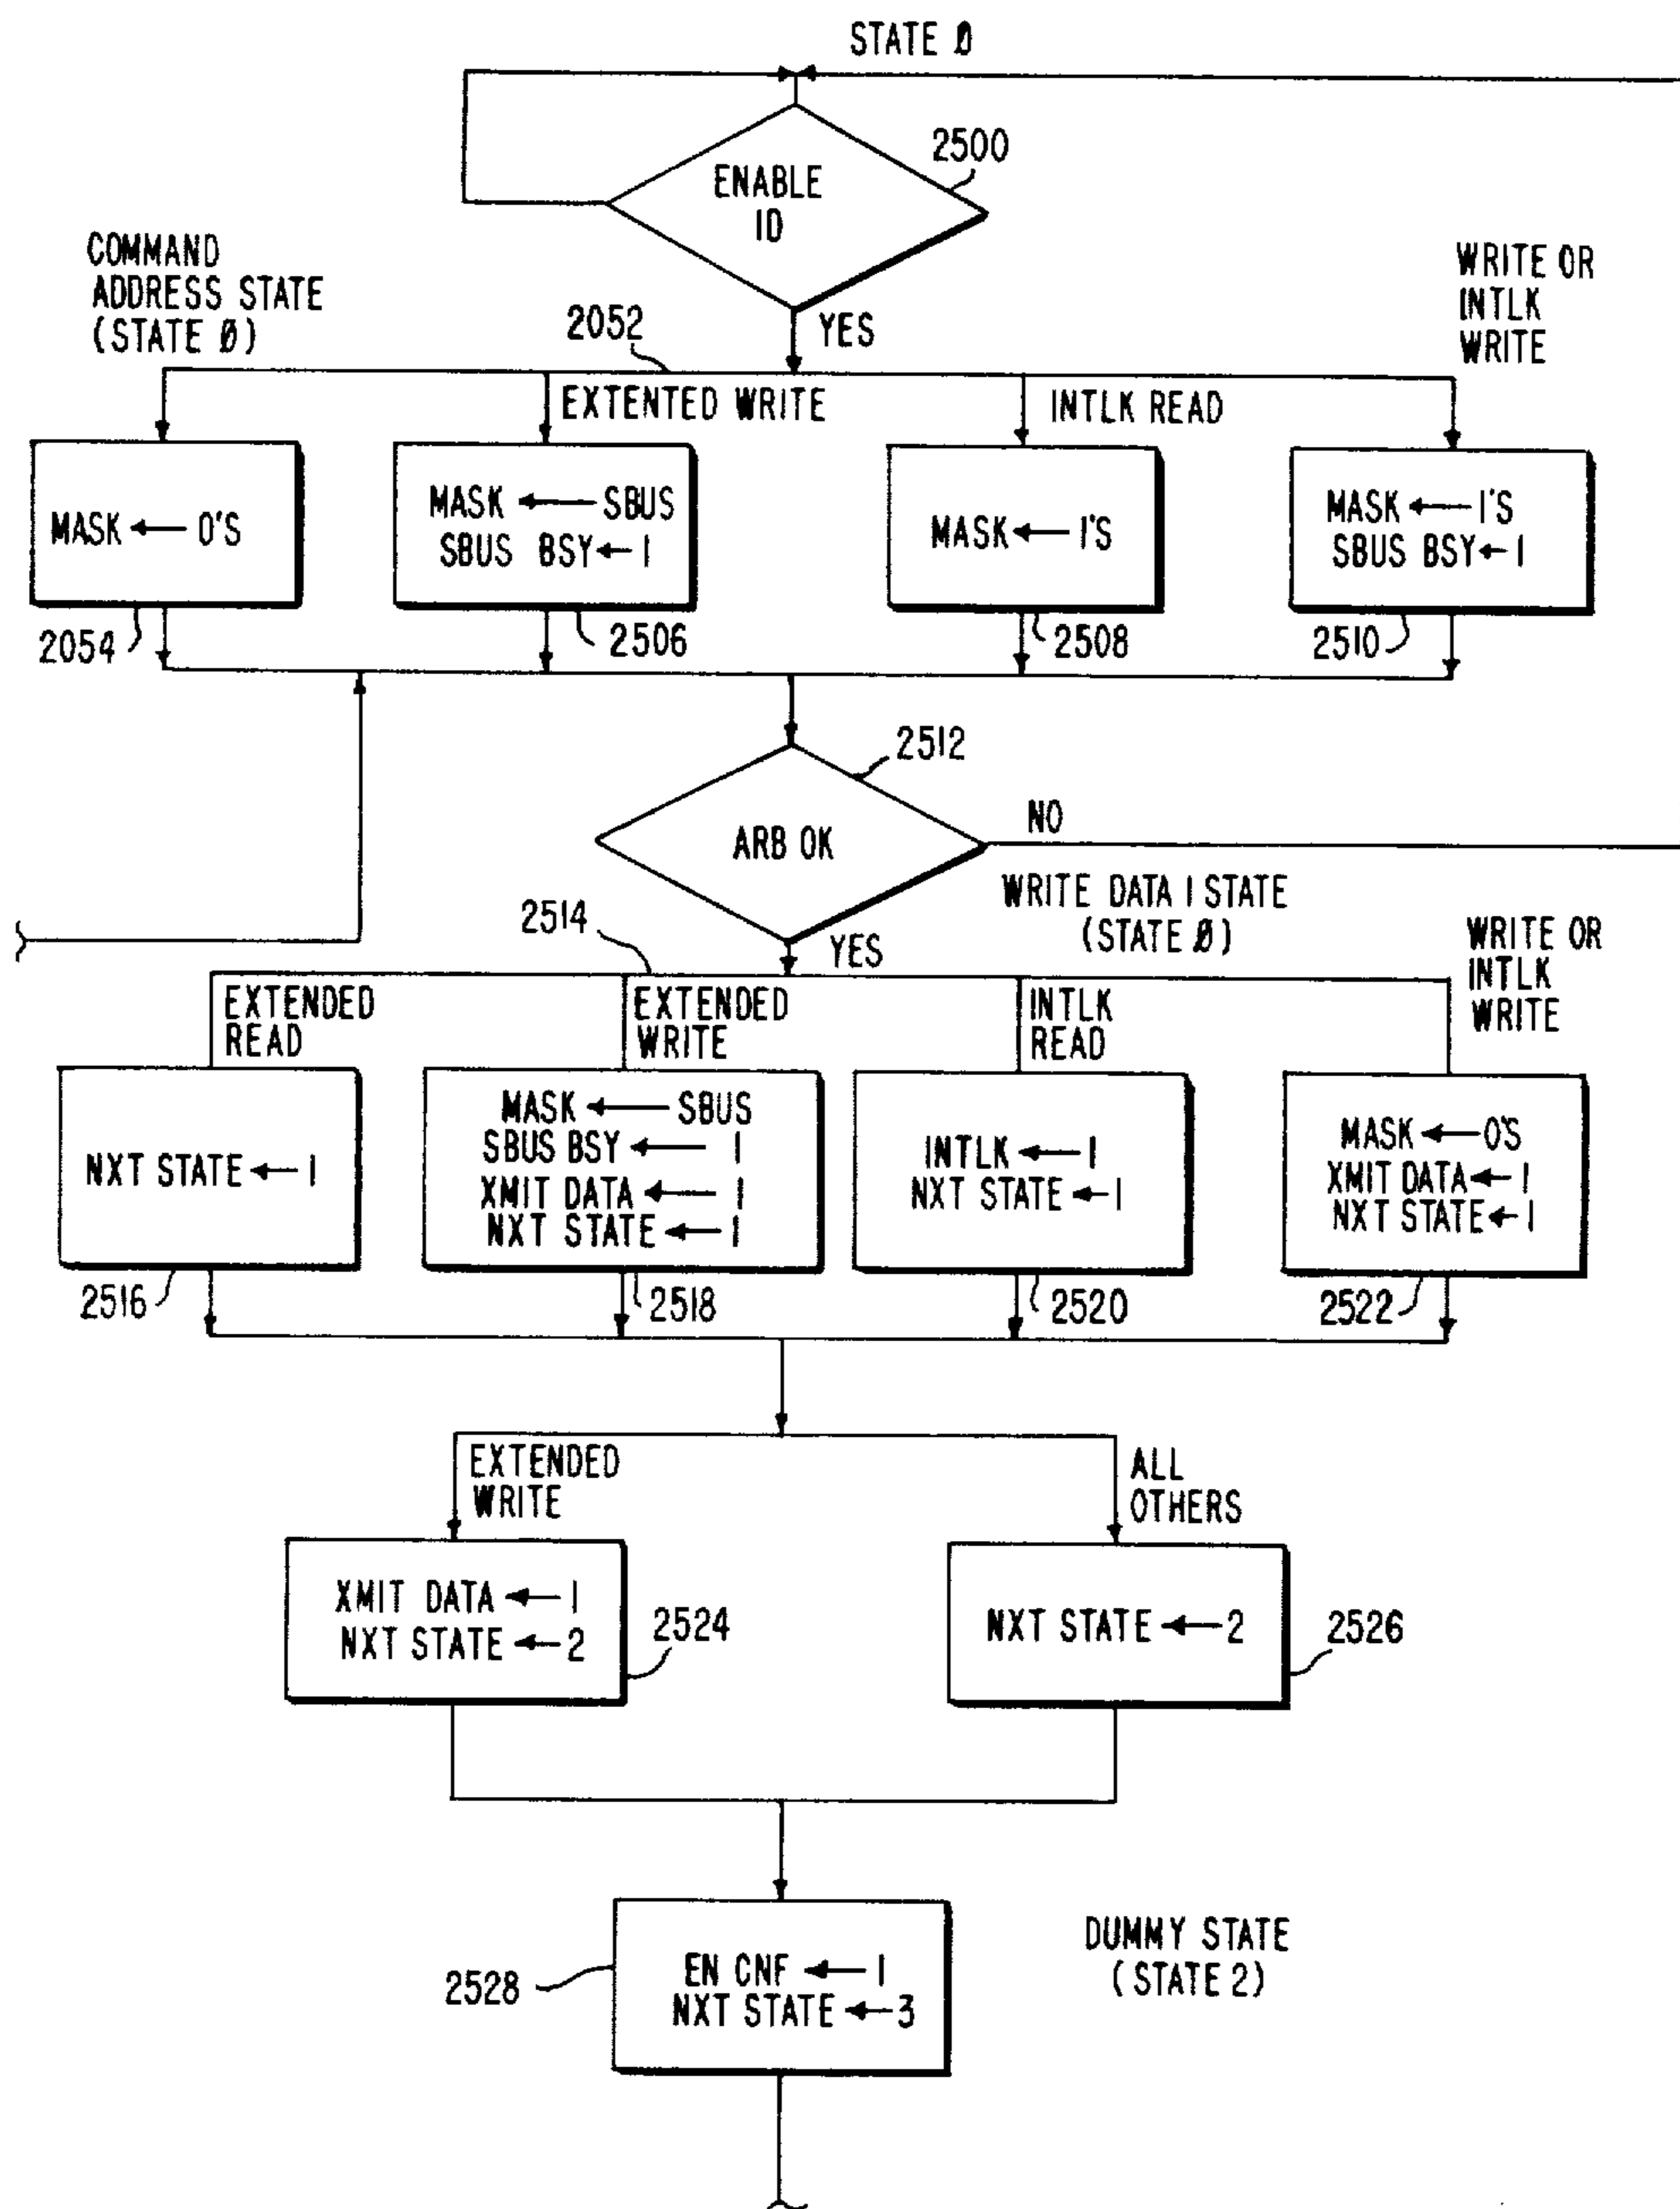 STATE 0
2500
ENABLE
ID
COMMAND
ADDRESS STATE
(STATE 0)
2052
YES
WRITE OR
INTLK
WRITE
EXTENTED WRITE
INTLK READ
MASK ← 0'S
MASK ← SBUS
SBUS BSY ← 1
MASK ← 1'S
MASK ← 1'S
SBUS BSY ← 1
2054
2506
2508
2510
2512
ARB OK
NO
2514
YES
WRITE DATA 1 STATE
(STATE 0)
WRITE OR
INTLK
WRITE
EXTENDED
READ
EXTENDED
WRITE
INTLK
READ
NXT STATE ← 1
MASK ← SBUS
SBUS BSY ← 1
XMIT DATA ← 1
NXT STATE ← 1
INTLK ← 1
NXT STATE ← 1
MASK ← 0'S
XMIT DATA ← 1
NXT STATE ← 1
2516
2518
2520
2522
EXTENDED
WRITE
ALL
OTHERS
XMIT DATA ← 1
NXT STATE ← 2
2524
NXT STATE ← 2
2526
EN CNF ← 1
NXT STATE ← 3
2528
DUMMY STATE
(STATE 2)